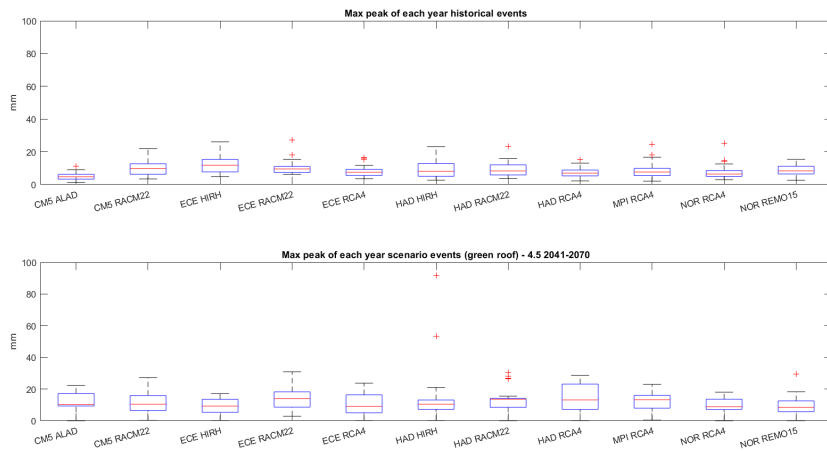 Max peak of each year historical events
100
80
60
40
20
0
mm
CM5 ALAD
CM5 RACM22
ECE HIRH
ECE RACM22
ECE RCA4
HAD HIRH
HAD RACM22
HAD RCA4
MPI RCA4
NOR RCA4
NOR REMO15
Max peak of each year scenario events (green roof) - 4.5 2041-2070
100
80
60
40
20
0
mm
CM5 ALAD
CM5 RACM22
ECE HIRH
ECE RACM22
ECE RCA4
HAD HIRH
HAD RACM22
HAD RCA4
MPI RCA4
NOR RCA4
NOR REMO15